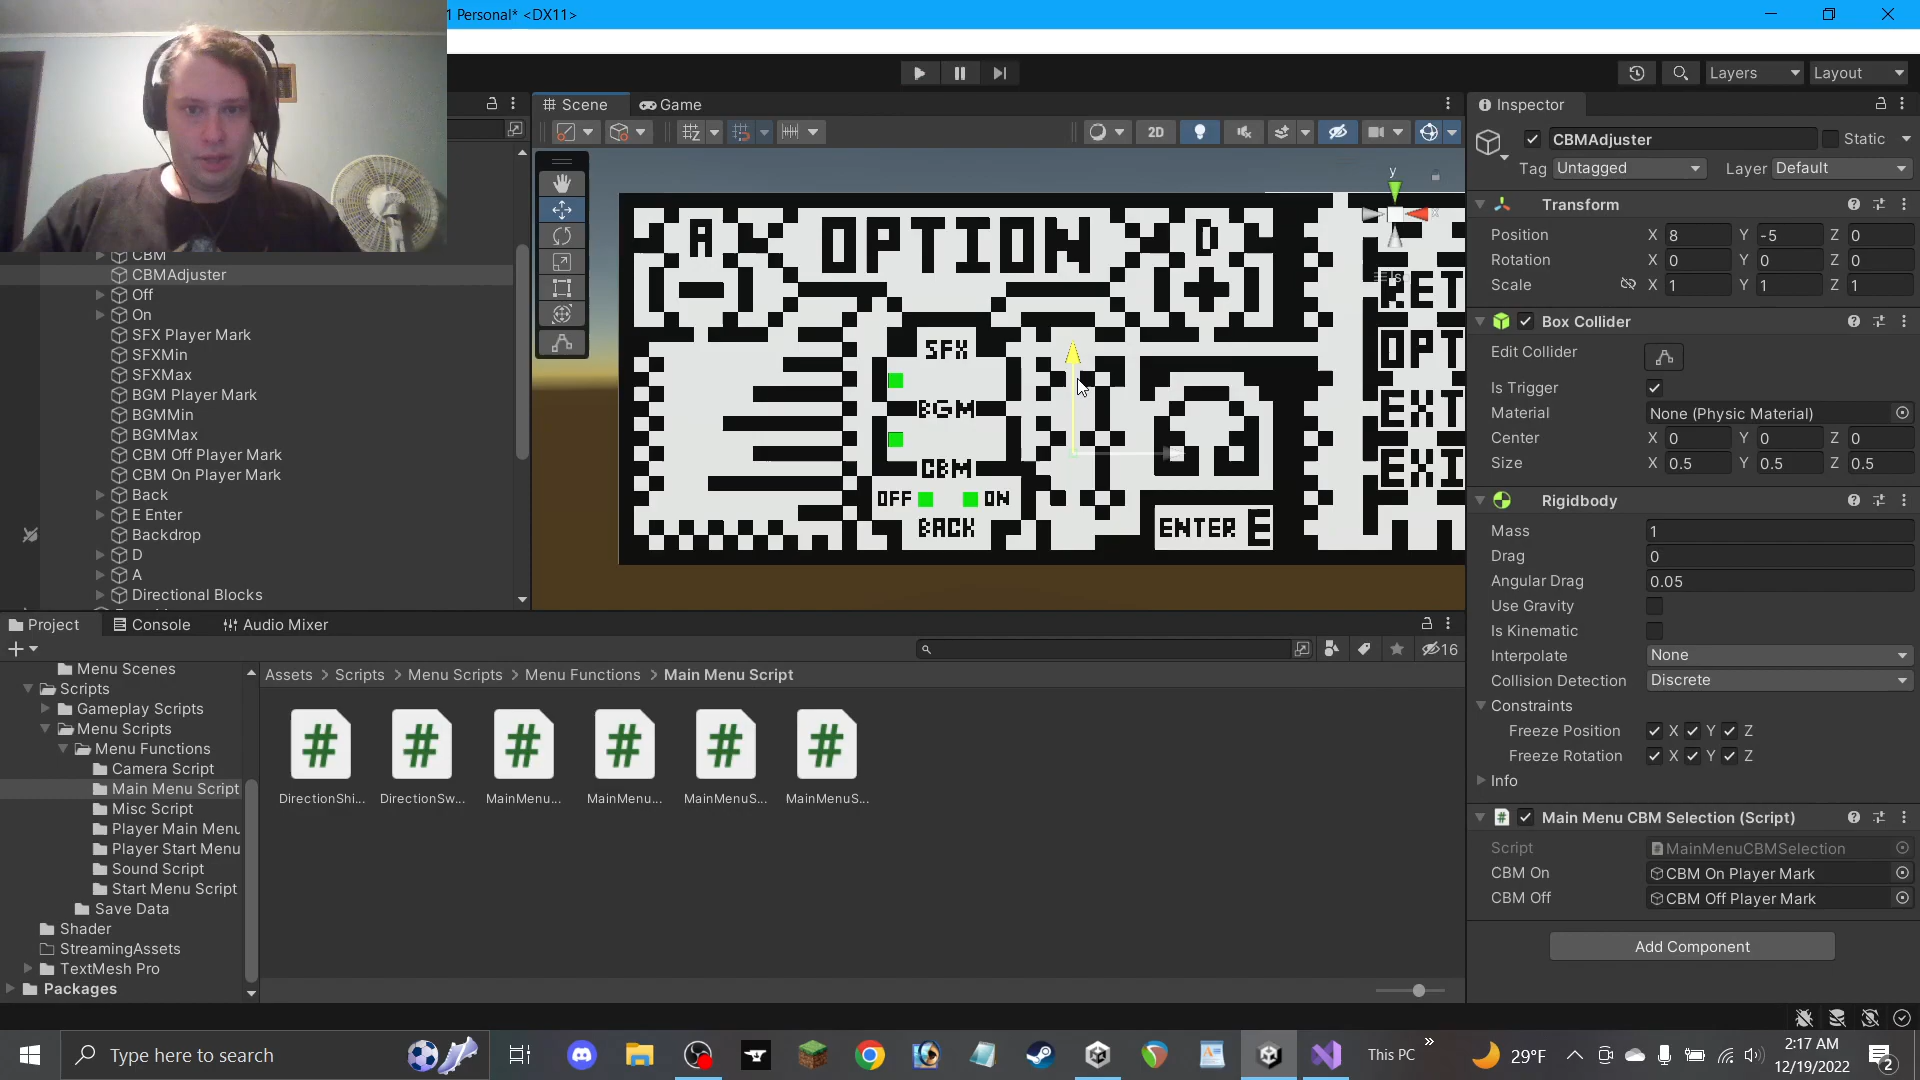 1 Personal* <DX11>
Layers
Layout
Scene
Game
2D
Inspector
CBMAdjuster
Static
Tag Untagged
Layer Default
Transform
Position X 8 Y -5 Z 0
Rotation X 0 Y 0 Z 0
Scale X 1 Y 1 Z 1
Box Collider
Edit Collider
Is Trigger
Material None (Physic Material)
Center X 0 Y 0 Z 0
Size X 0.5 Y 0.5 Z 0.5
Rigidbody
Mass 1
Drag 0
Angular Drag 0.05
Use Gravity
Is Kinematic
Interpolate None
Collision Detection Discrete
Constraints
Freeze Position X Y Z
Freeze Rotation X Y Z
Info
Main Menu CBM Selection (Script)
Script MainMenuCBMSelection
CBM On CBM On Player Mark
CBM Off CBM Off Player Mark
Add Component
CBM
CBMAdjuster
Off
On
SFX Player Mark
SFXMin
SFXMax
BGM Player Mark
BGMMin
BGMMax
CBM Off Player Mark
CBM On Player Mark
Back
E Enter
Backdrop
D
A
Directional Blocks
A OPTION D
SFX
BGM
CBM
OFF ON
BACK
ENTER E
RET
OPT
EXT
EXI
y
x
Project
Console
Audio Mixer
16
Menu Scenes
Scripts
Gameplay Scripts
Menu Scripts
Menu Functions
Camera Script
Main Menu Script
Misc Script
Player Main Menu
Player Start Menu
Sound Script
Start Menu Script
Save Data
Shader
StreamingAssets
TextMesh Pro
Packages
Assets > Scripts > Menu Scripts > Menu Functions > Main Menu Script
DirectionShi...
DirectionSw...
MainMenu...
MainMenu...
MainMenuS...
MainMenuS...
Type here to search
This PC
29°F
2:17 AM
12/19/2022
2